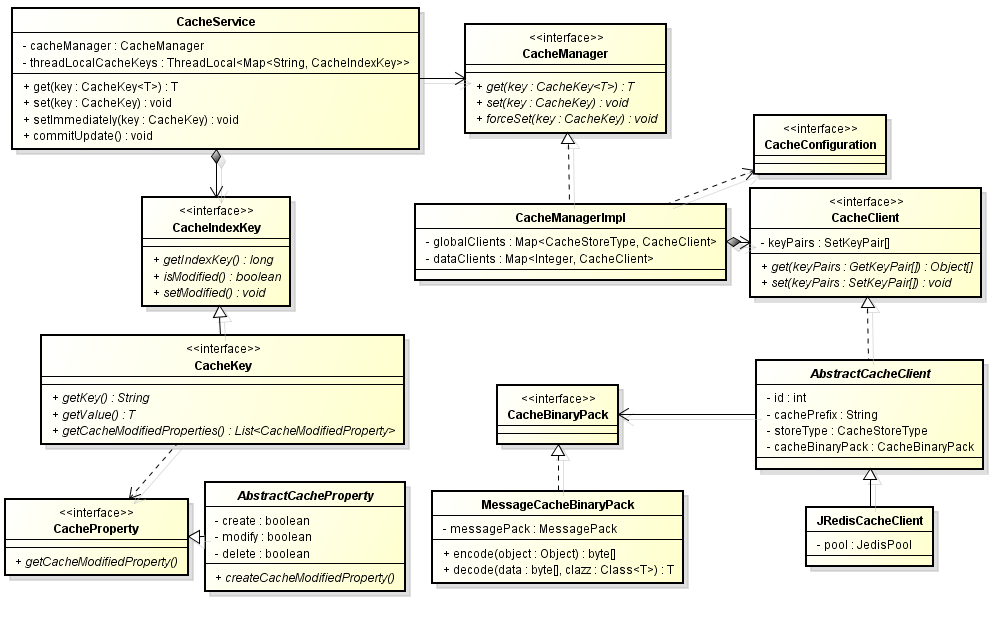 CacheService
- cacheManager : CacheManager
- threadLocalCacheKeys : ThreadLocal<Map<String, CacheIndexKey>>
+ get(key : CacheKey<T>) : T
+ set(key : CacheKey) : void
+ setImmediately(key : CacheKey) : void
+ commitUpdate() : void
<<interface>>
CacheManager
+ get(key : CacheKey<T>) : T
+ set(key : CacheKey) : void
+ forceSet(key : CacheKey) : void
<<interface>>
CacheConfiguration
<<interface>>
CacheIndexKey
+ getIndexKey() : long
+ isModified() : boolean
+ setModified() : void
CacheManagerImpl
- globalClients : Map<CacheStoreType, CacheClient>
- dataClients : Map<Integer, CacheClient>
<<interface>>
CacheClient
- keyPairs : SetKeyPair[]
+ get(keyPairs : GetKeyPair[]) : Object[]
+ set(keyPairs : SetKeyPair[]) : void
<<interface>>
CacheKey
+ getKey() : String
+ getValue() : T
+ getCacheModifiedProperties() : List<CacheModifiedProperty>
<<interface>>
CacheBinaryPack
AbstractCacheClient
- id : int
- cachePrefix : String
- storeType : CacheStoreType
- cacheBinaryPack : CacheBinaryPack
<<interface>>
CacheProperty
+ getCacheModifiedProperty()
AbstractCacheProperty
- create : boolean
- modify : boolean
- delete : boolean
+ createCacheModifiedProperty()
MessageCacheBinaryPack
- messagePack : MessagePack
+ encode(object : Object) : byte[]
+ decode(data : byte[], clazz : Class<T>) : T
JRedisCacheClient
- pool : JedisPool